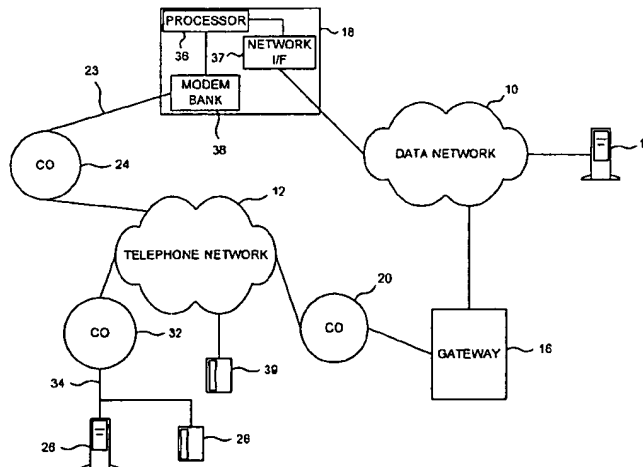 PROCESSOR
18
36
37
NETWORK
I/F
23
MODEM
BANK
38
10
CO
24
DATA NETWORK
12
TELEPHONE NETWORK
20
CO
32
CO
39
GATEWAY
16
34
26
28